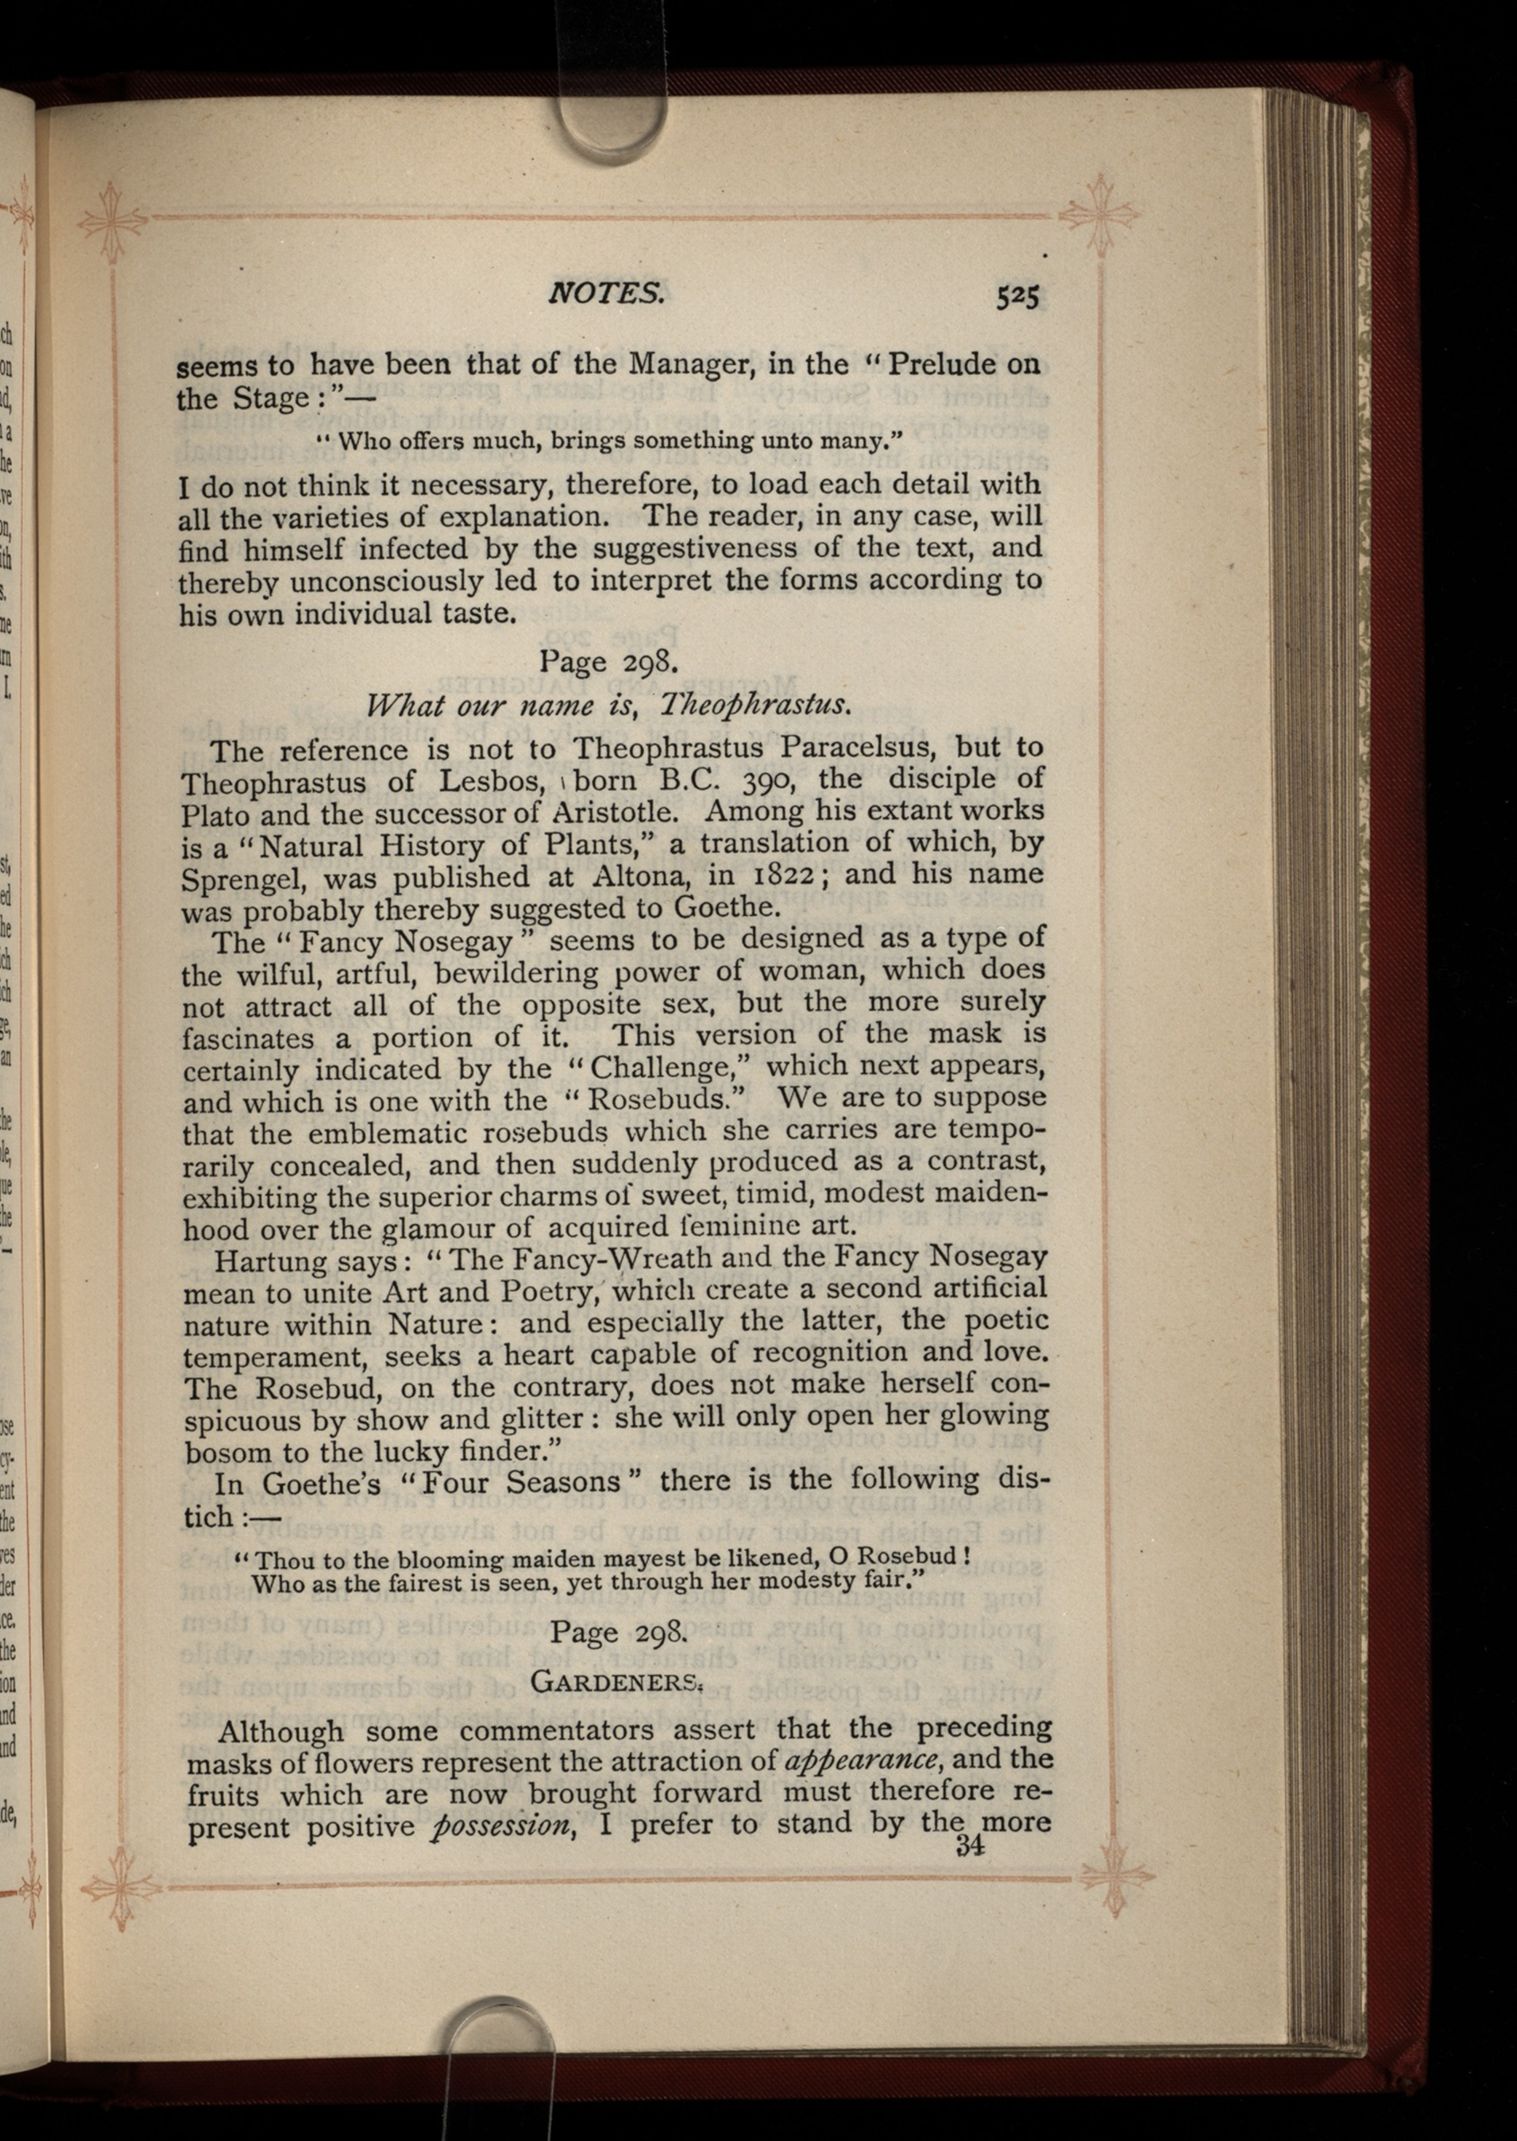 NOTES. 525
seems to have been that of the Manager, in the “Prelude on
the Stage:”—
“Who offers much, brings something unto many.”
I do not think it necessary, therefore, to load each detail with
all the varieties of explanation. The reader, in any case, will
find himself infected by the suggestiveness of the text, and
thereby unconsciously led to interpret the forms according to
his own individual taste.
Page 298.
What our name is, Theophrastus.
The reference is not to Theophrastus Paracelsus, but to
Theophrastus of Lesbos, born B.C. 390, the disciple of
Plato and the successor of Aristotle. Among his extant works
is a “Natural History of Plants,” a translation of which, by
Sprengel, was published at Altona, in 1822; and his name
was probably thereby suggested to Goethe.
The “Fancy Nosegay” seems to be designed as a type of
the wilful, artful, bewildering power of woman, which does
not attract all of the opposite sex, but the more surely
fascinates a portion of it. This version of the mask is
certainly indicated by the “Challenge,” which next appears,
and which is one with the “Rosebuds.” We are to suppose
that the emblematic rosebuds which she carries are tempo-
rarily concealed, and then suddenly produced as a contrast,
exhibiting the superior charms of sweet, timid, modest maiden-
hood over the glamour of acquired feminine art.
Hartung says: “The Fancy-Wreath and the Fancy Nosegay
mean to unite Art and Poetry, which create a second artificial
nature within Nature: and especially the latter, the poetic
temperament, seeks a heart capable of recognition and love.
The Rosebud, on the contrary, does not make herself con-
spicuous by show and glitter: she will only open her glowing
bosom to the lucky finder.”
In Goethe’s “Four Seasons” there is the following dis-
tich:—
“Thou to the blooming maiden mayest be likened, O Rosebud!
Who as the fairest is seen, yet through her modesty fair.”
Page 298.
GARDENERS.
Although some commentators assert that the preceding
masks of flowers represent the attraction of appearance, and the
fruits which are now brought forward must therefore re-
present positive possession, I prefer to stand by the more
34